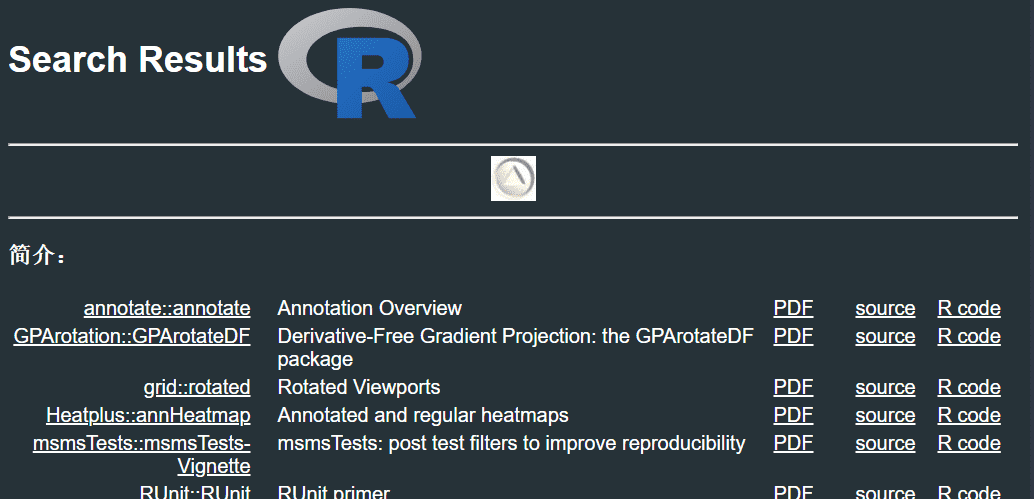 Search Results R
简介：
annotate::annotate Annotation Overview PDF source R code
GPArotation::GPArotateDF Derivative-Free Gradient Projection: the GPArotateDF PDF source R code
package
grid::rotated Rotated Viewports PDF source R code
Heatplus::annHeatmap Annotated and regular heatmaps PDF source R code
msmsTests::msmsTests- msmsTests: post test filters to improve reproducibility PDF source R code
Vignette
RUnit::RUnit RUnit primer PDF source R code